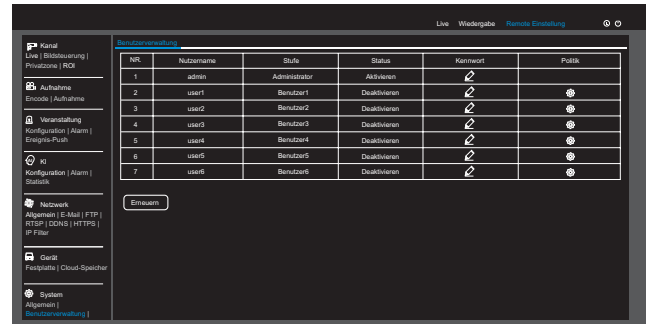 Live Wiedergabe Remote Einstellung
Kanal
Live | Bildsteuerung |
Privatzone | ROI
Aufnahme
Encode | Aufnahme
Veranstaltung
Konfiguration | Alarm |
Ereignis-Push
KI
Konfiguration | Alarm |
Statistik
Netzwerk
Allgemein | E-Mail | FTP |
RTSP | DDNS | HTTPS |
IP Filter
Gerät
Festplatte | Cloud-Speicher
System
Allgemein |
Benutzerverwaltung |
Benutzerverwaltung
NR. Nutzername Stufe Status Kennwort Politik
1 admin Administrator Aktivieren
2 user1 Benutzer1 Deaktivieren
3 user2 Benutzer2 Deaktivieren
4 user3 Benutzer3 Deaktivieren
5 user4 Benutzer4 Deaktivieren
6 user5 Benutzer5 Deaktivieren
7 user6 Benutzer6 Deaktivieren
Erneuern